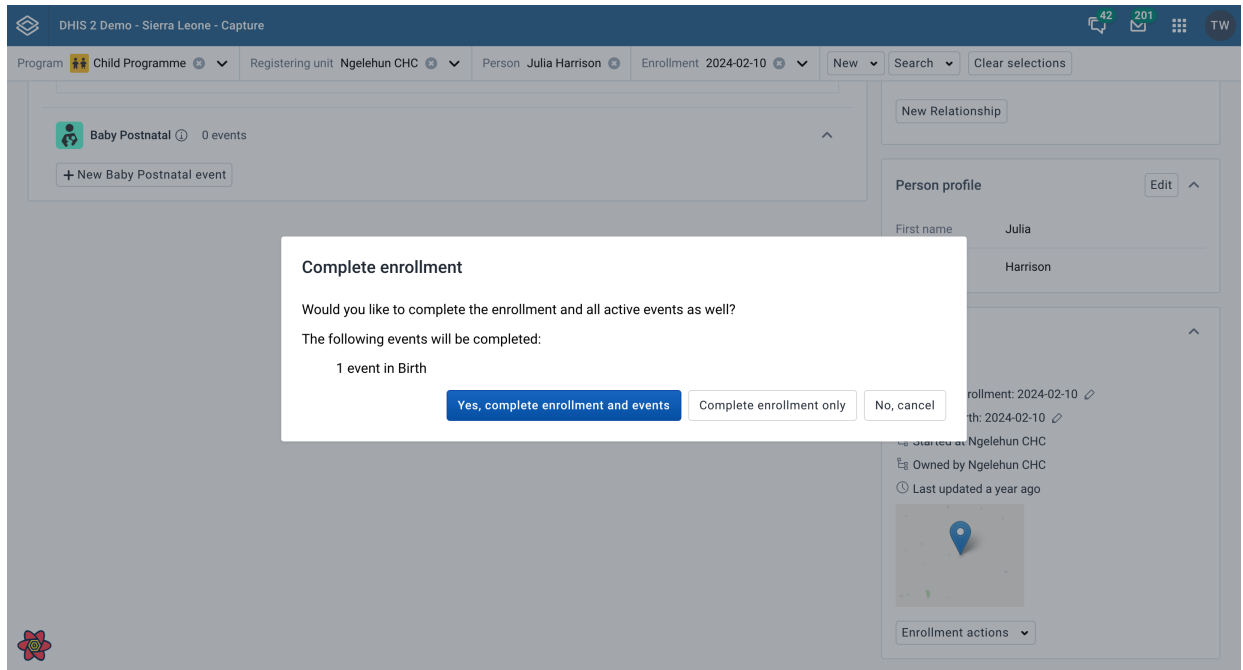 DHIS 2 Demo - Sierra Leone - Capture
42
201
TW
Program Child Programme
Registering unit Ngelehun CHC
Person Julia Harrison
Enrollment 2024-02-10
New
Search
Clear selections
Baby Postnatal 0 events
New Baby Postnatal event
New Relationship
Person profile
Edit
First name Julia
Harrison
Complete enrollment
Would you like to complete the enrollment and all active events as well?
The following events will be completed:
1 event in Birth
Yes, complete enrollment and events
Complete enrollment only
No, cancel
2024-02-10
2024-02-10
Started at Ngelehun CHC
Owned by Ngelehun CHC
Last updated a year ago
Enrollment actions